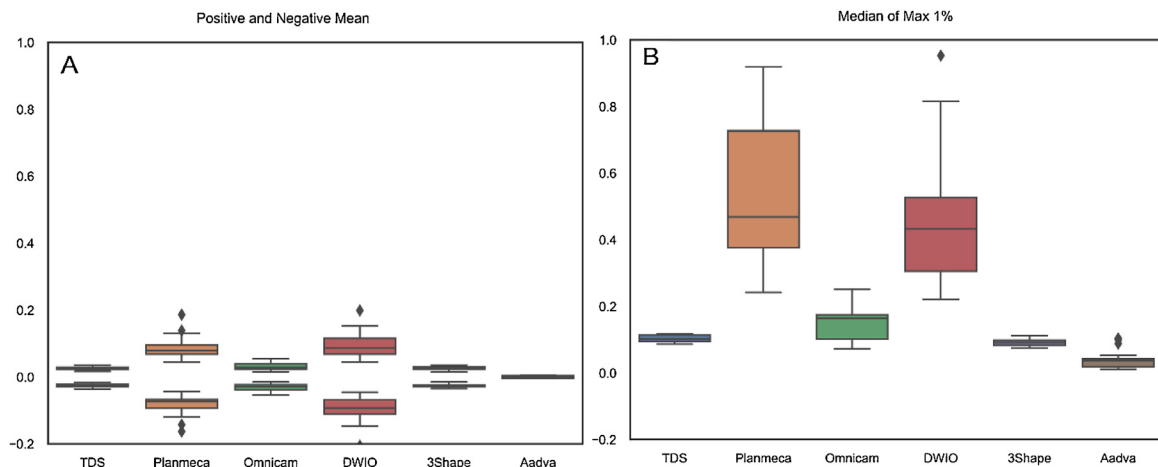 Positive and Negative Mean
A
1.0
0.8
0.6
0.4
0.2
0.0
−0.2
TDS Planmeca Omnicam DWIO 3Shape Aadva
Median of Max 1%
B
1.0
0.8
0.6
0.4
0.2
0.0
−0.2
TDS Planmeca Omnicam DWIO 3Shape Aadva